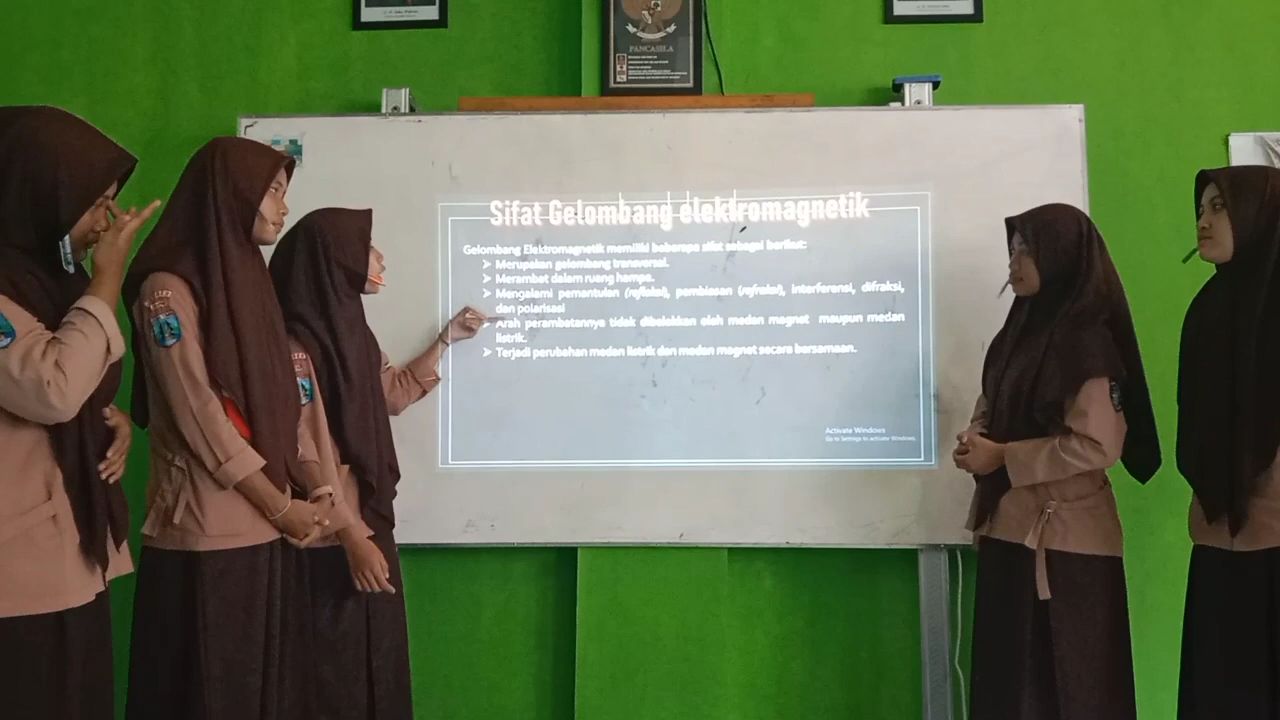 PANCASILA
Sifat Gelombang elektromagnetik
Gelombang Elektromagnetik memiliki beberapa sifat sebagai berikut:
➤ Merupakan gelombang transversal.
➤ Merambat dalam ruang hampa.
➤ Mengalami pemantulan (refleksi), pembiasan (refraksi), interferensi, difraksi,
dan polarisasi
➤ Arah perambatannya tidak dibelokkan oleh medan magnet maupun medan
listrik.
➤ Terjadi perubahan medan listrik dan medan magnet secara bersamaan.
Activate Windows
Go to Settings to activate Windows.